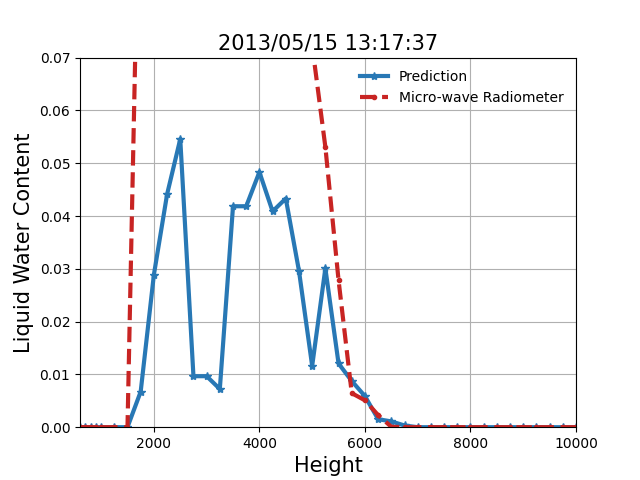 2013/05/15 13:17:37
Prediction
Micro-wave Radiometer
Liquid Water Content
0.07
0.06
0.05
0.04
0.03
0.02
0.01
0.00
2000 4000 6000 8000 10000
Height